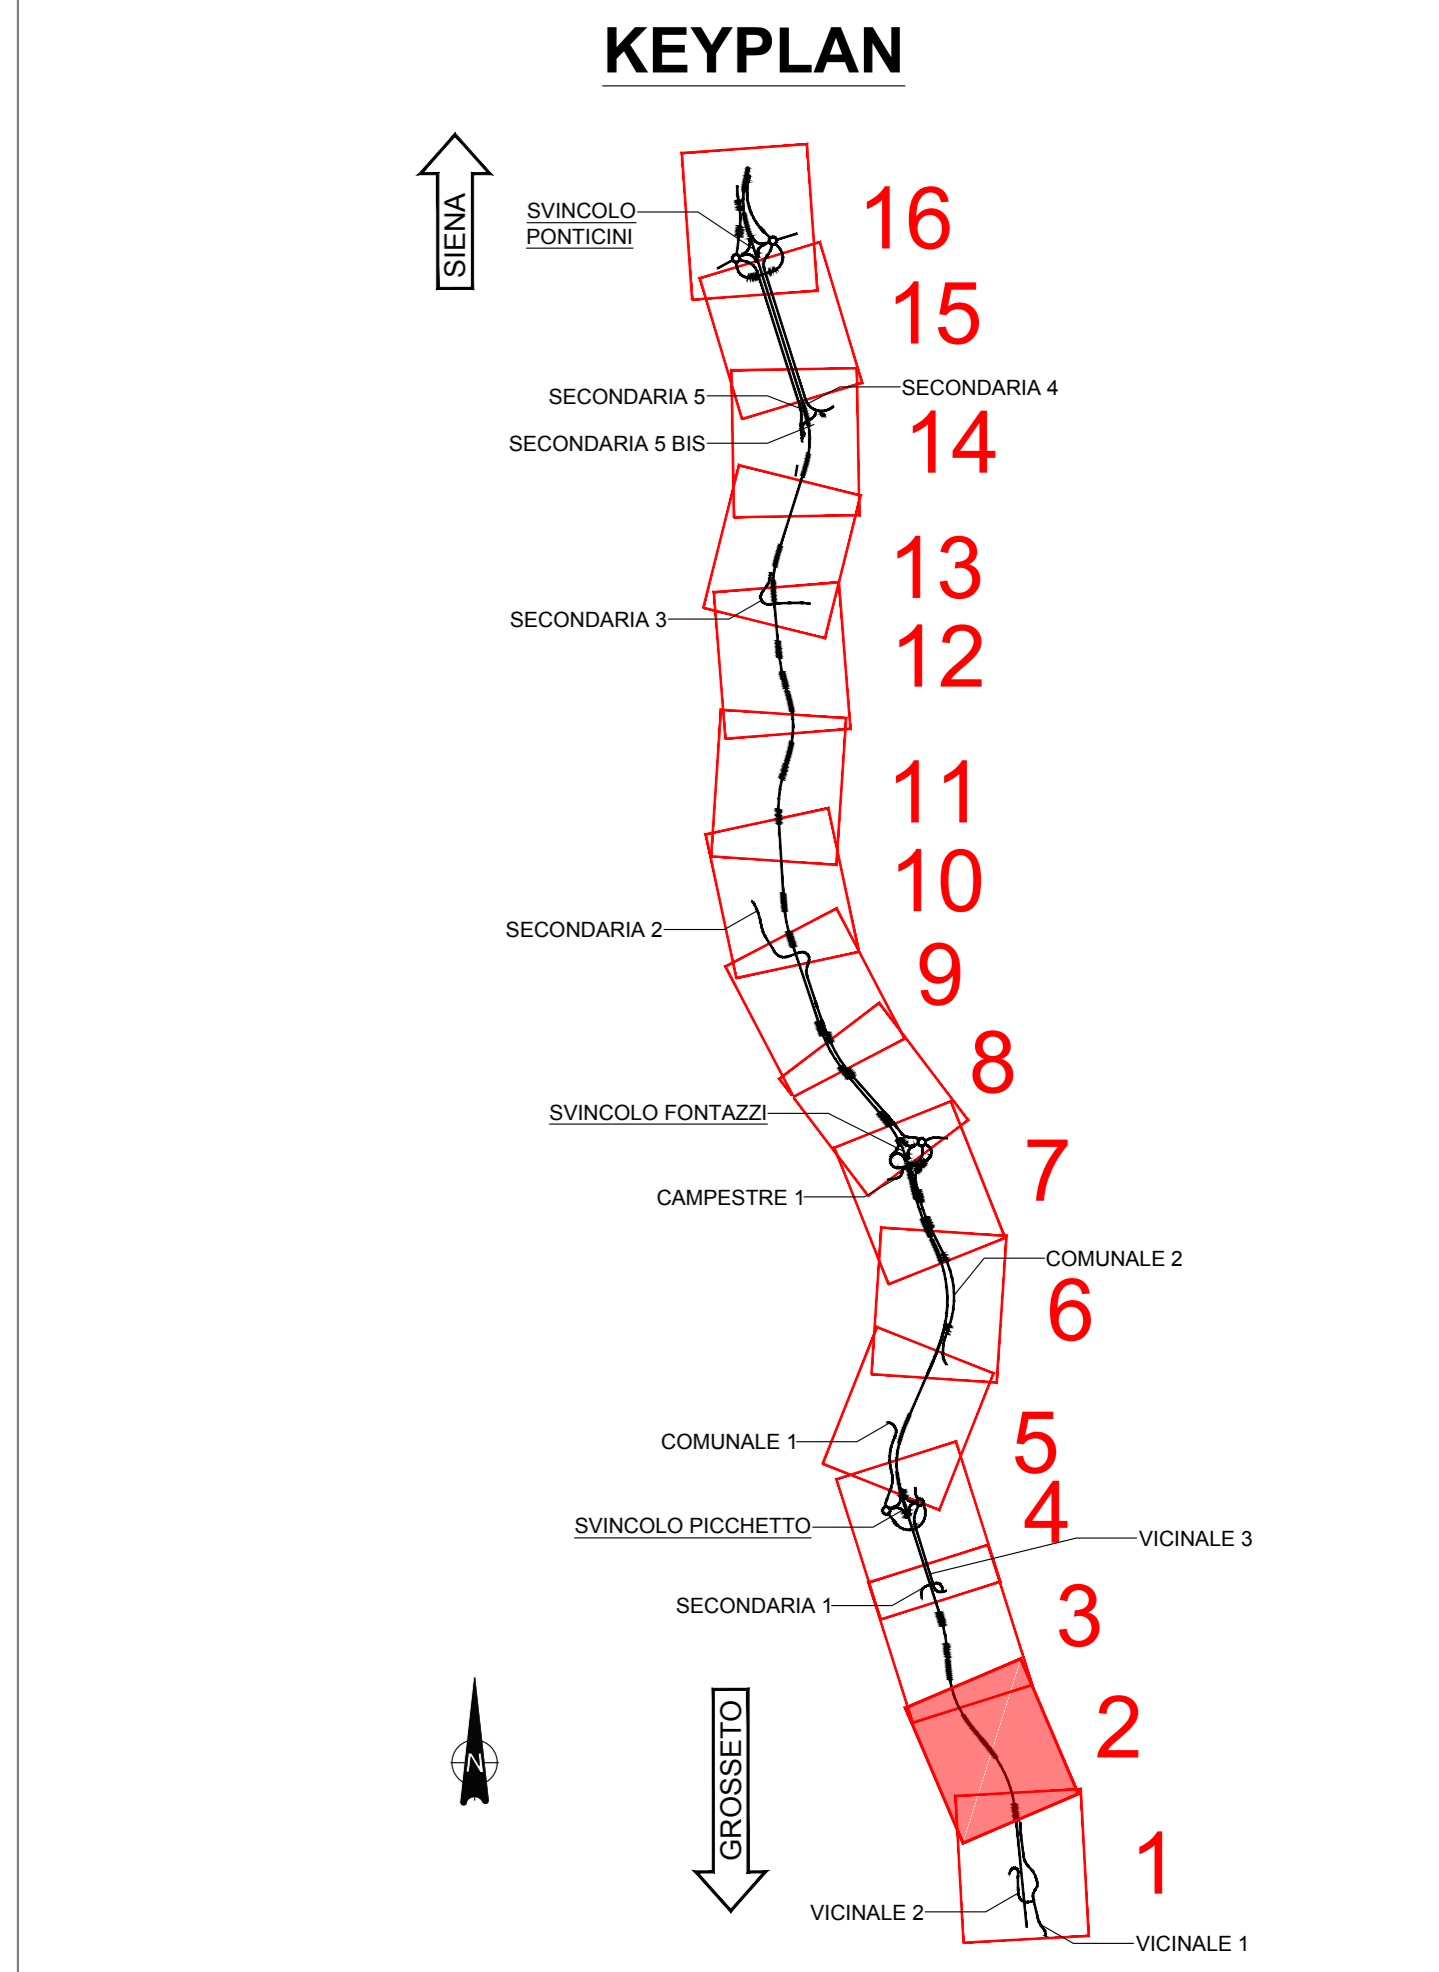 KEYPLAN
SIENA
SVINCOLO
PONTICINI
16
15
SECONDARIA 5
SECONDARIA 4
SECONDARIA 5 BIS
14
13
SECONDARIA 3
12
11
10
SECONDARIA 2
9
8
SVINCOLO FONTAZZI
7
CAMPESTRE 1
COMUNALE 2
6
COMUNALE 1
5
4
SVINCOLO PICCHETTO
VICINALE 3
SECONDARIA 1
3
2
N
GROSSETO
1
VICINALE 2
VICINALE 1